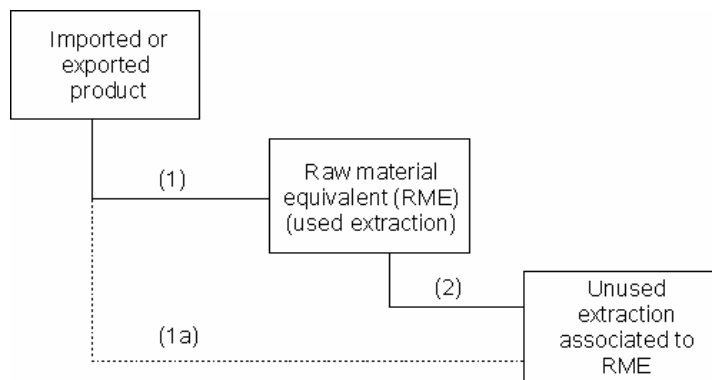 Imported or
exported
product
(1)
Raw material
equivalent (RME)
(used extraction)
(2)
Unused
extraction
associated to
RME
(1a)